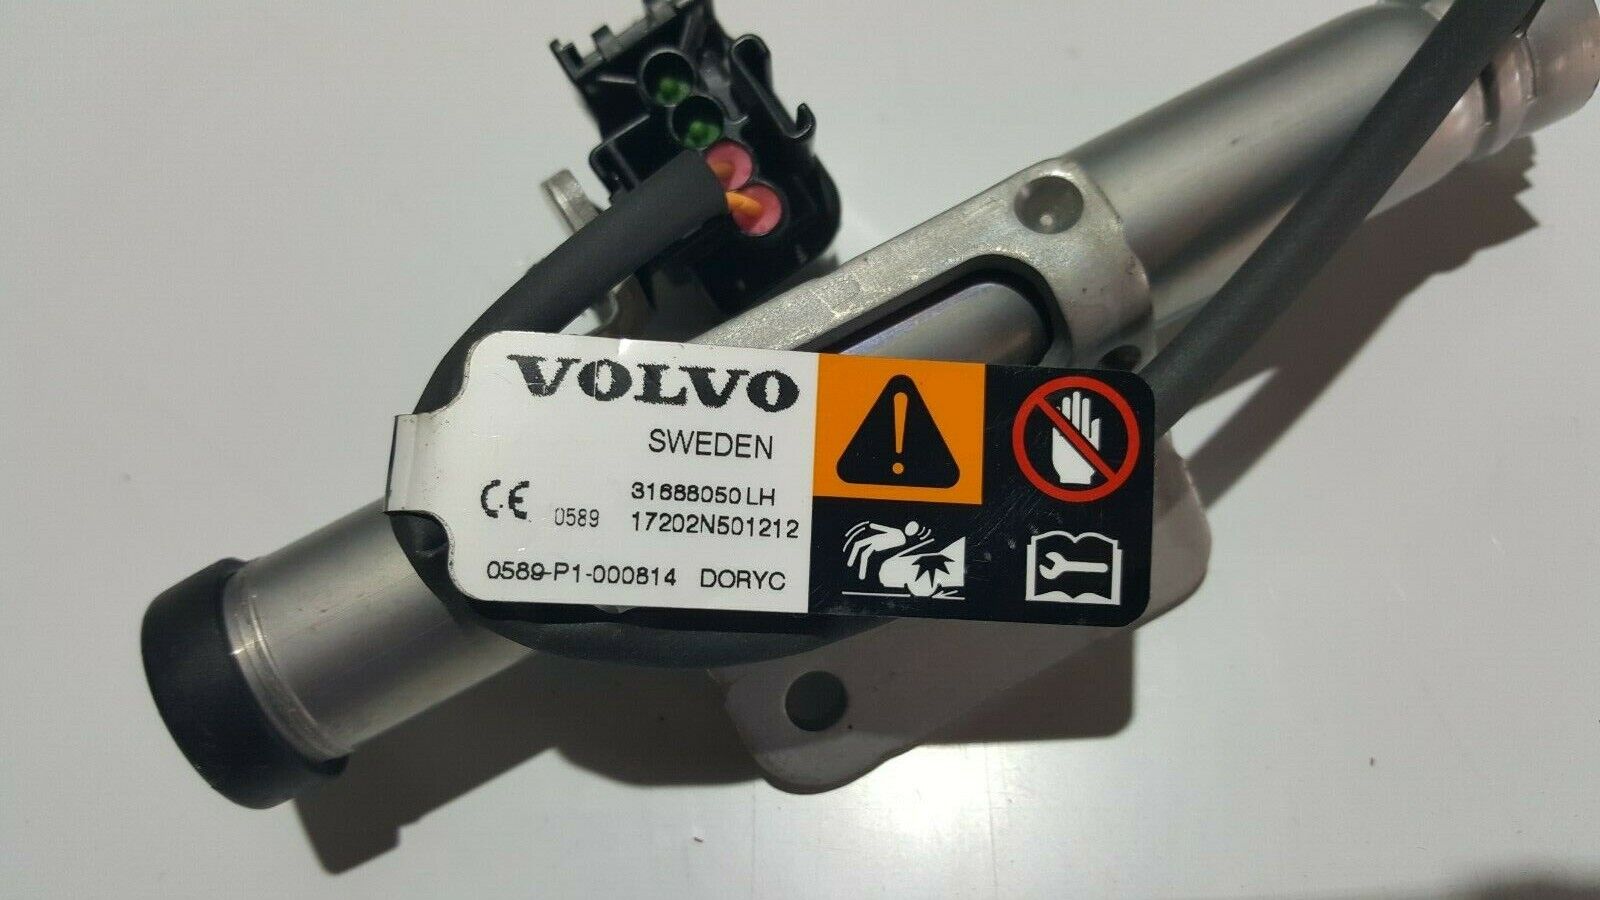 VOLVO
SWEDEN
CE 0589
31688050 LH
17202N501212
0589-P1-000814 DORYC